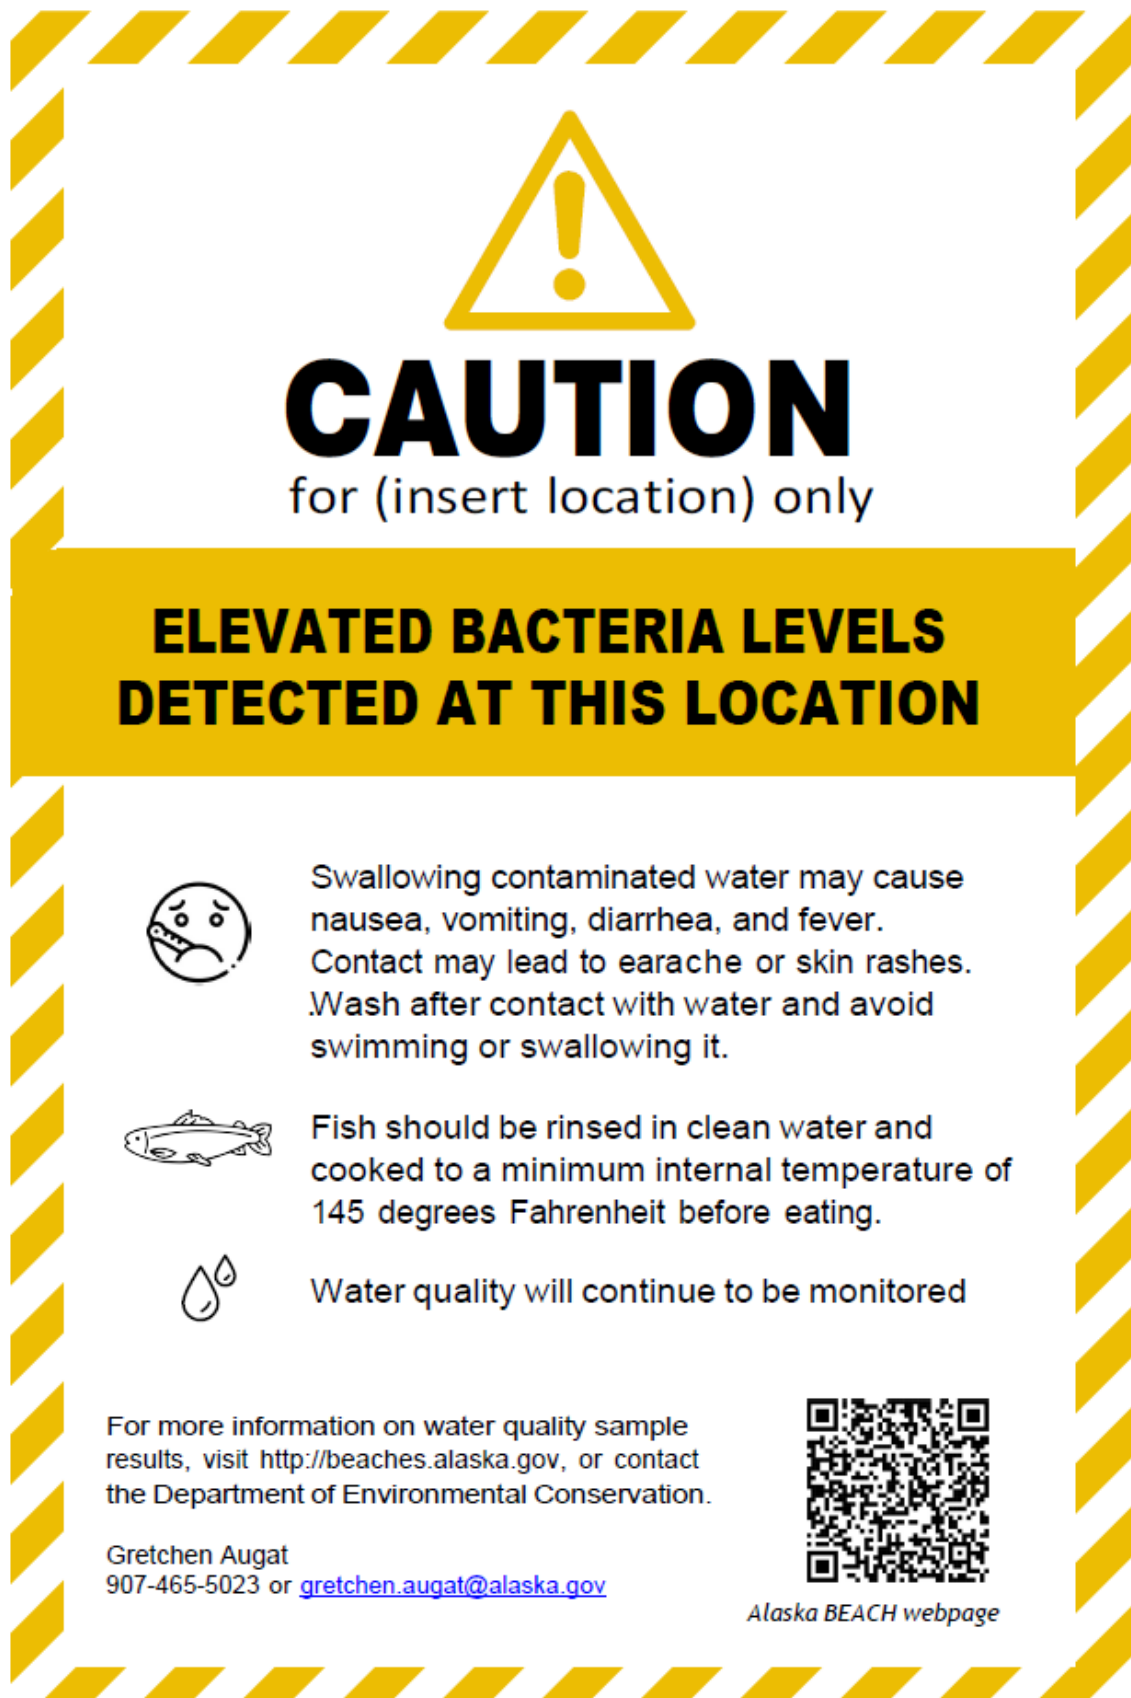 CAUTION
for (insert location) only
ELEVATED BACTERIA LEVELS
DETECTED AT THIS LOCATION
Swallowing contaminated water may cause
nausea, vomiting, diarrhea, and fever.
Contact may lead to earache or skin rashes.
.Wash after contact with water and avoid
swimming or swallowing it.
Fish should be rinsed in clean water and
cooked to a minimum internal temperature of
145 degrees Fahrenheit before eating.
Water quality will continue to be monitored
For more information on water quality sample
results, visit http://beaches.alaska.gov, or contact
the Department of Environmental Conservation.
Gretchen Augat
907-465-5023 or gretchen.augat@alaska.gov
Alaska BEACH webpage